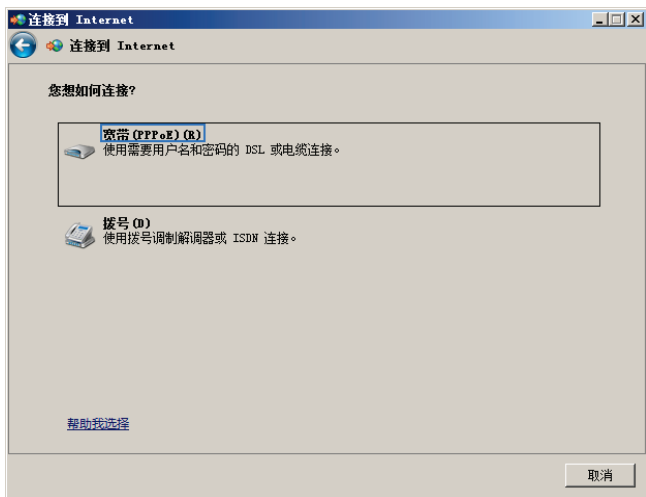 连接到 Internet
连接到 Internet
您想如何连接?
宽带(PPPoE)(R)
使用需要用户名和密码的 DSL 或电缆连接。
拨号(D)
使用拨号调制解调器或 ISDN 连接。
帮助我选择
取消